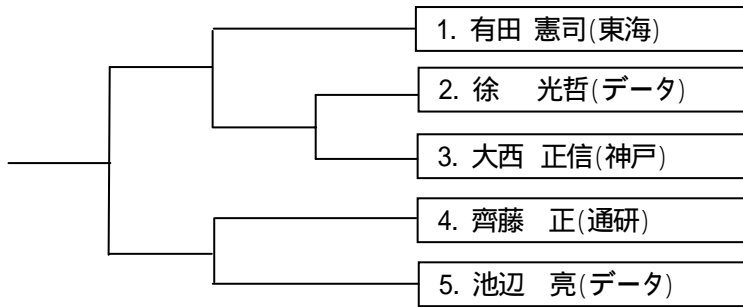 1. 有田 憲司(東海)
2. 徐　光哲(データ)
3. 大西 正信(神戸)
4. 齊藤　正(通研)
5. 池辺　亮(データ)